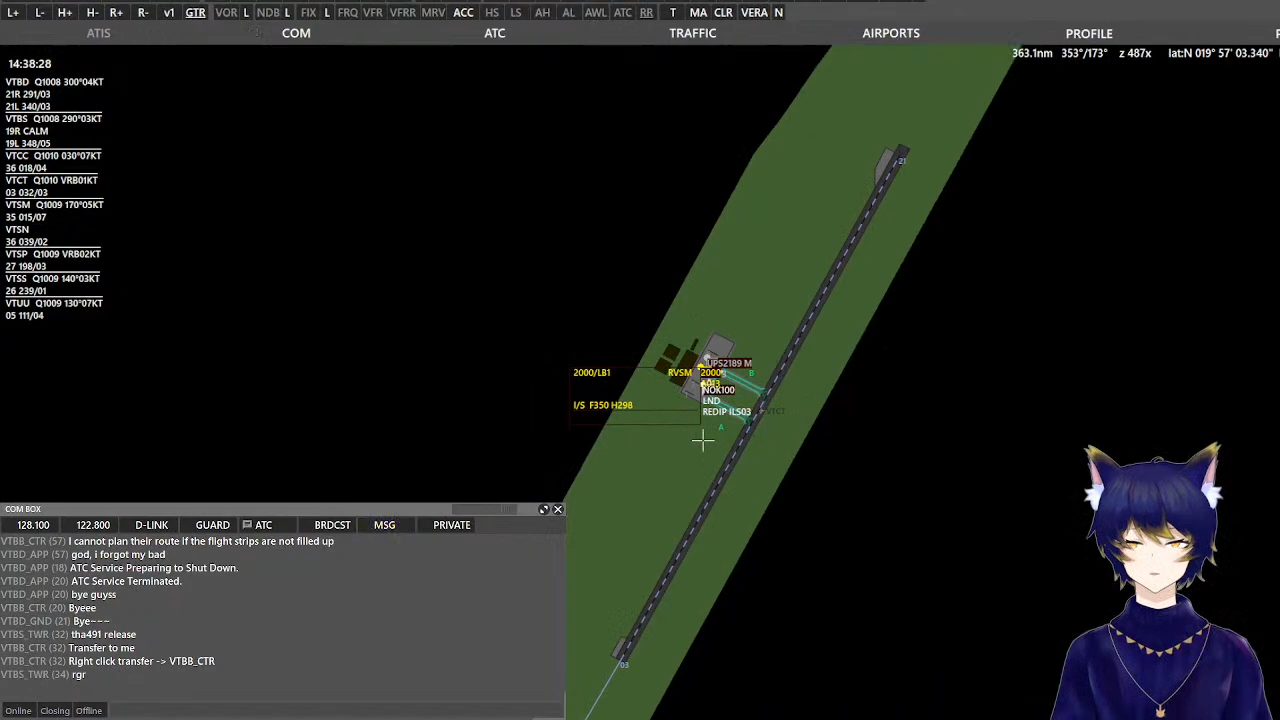 L+ L- H+ H- R+ R- v1 GTR VOR L NDB L FIX L FRQ VFR VFRR MRV ACC HS LS AH AL AWL ATC RR T MA CLR VERA N
ATIS COM ATC TRAFFIC AIRPORTS PROFILE
363.1nm 353°/173° z 487x lat:N 019° 57' 03.340"
14:38:28
VTBD Q1008 300°04KT
21R 291/03
21L 340/03
VTBS Q1008 290°03KT
19R CALM
19L 348/05
VTCC Q1010 030°07KT
36 018/04
VTCT Q1010 VRB01KT
03 032/03
VTSM Q1009 170°05KT
35 015/07
VTSN
36 039/02
VTSP Q1009 VRB02KT
27 198/03
VTSS Q1009 140°03KT
26 239/01
VTUU Q1009 130°07KT
05 111/04
21
UPS2189 M
2000/LB1 RVSM 2000 B
NOK100
LND
I/S F350 H298
REDIP ILS03 VTCT
A
03
COM BOX
128.100 122.800 D-LINK GUARD ATC BRDCST MSG PRIVATE
VTBB_CTR (57) I cannot plan their route if the flight strips are not filled up
VTBD_APP (57) god, i forgot my bad
VTBD_APP (18) ATC Service Preparing to Shut Down.
VTBD_APP (20) ATC Service Terminated.
VTBD_APP (20) bye guyss
VTBB_CTR (20) Byeee
VTBD_GND (21) Bye~~~
VTBS_TWR (32) tha491 release
VTBB_CTR (32) Transfer to me
VTBB_CTR (32) Right click transfer -> VTBB_CTR
VTBS_TWR (34) rgr
Online Closing Offline